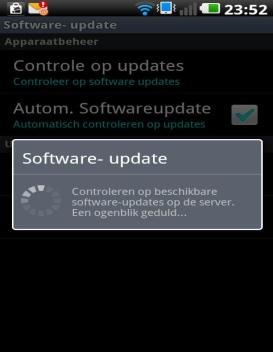 23:52
Software- update
Apparaatbeheer
Controle op updates
Controleer op software updates
Autom. Softwareupdate
Automatisch controleren op updates
Software- update
Controleren op beschikbare
software-updates op de server.
Een ogenblik geduld...